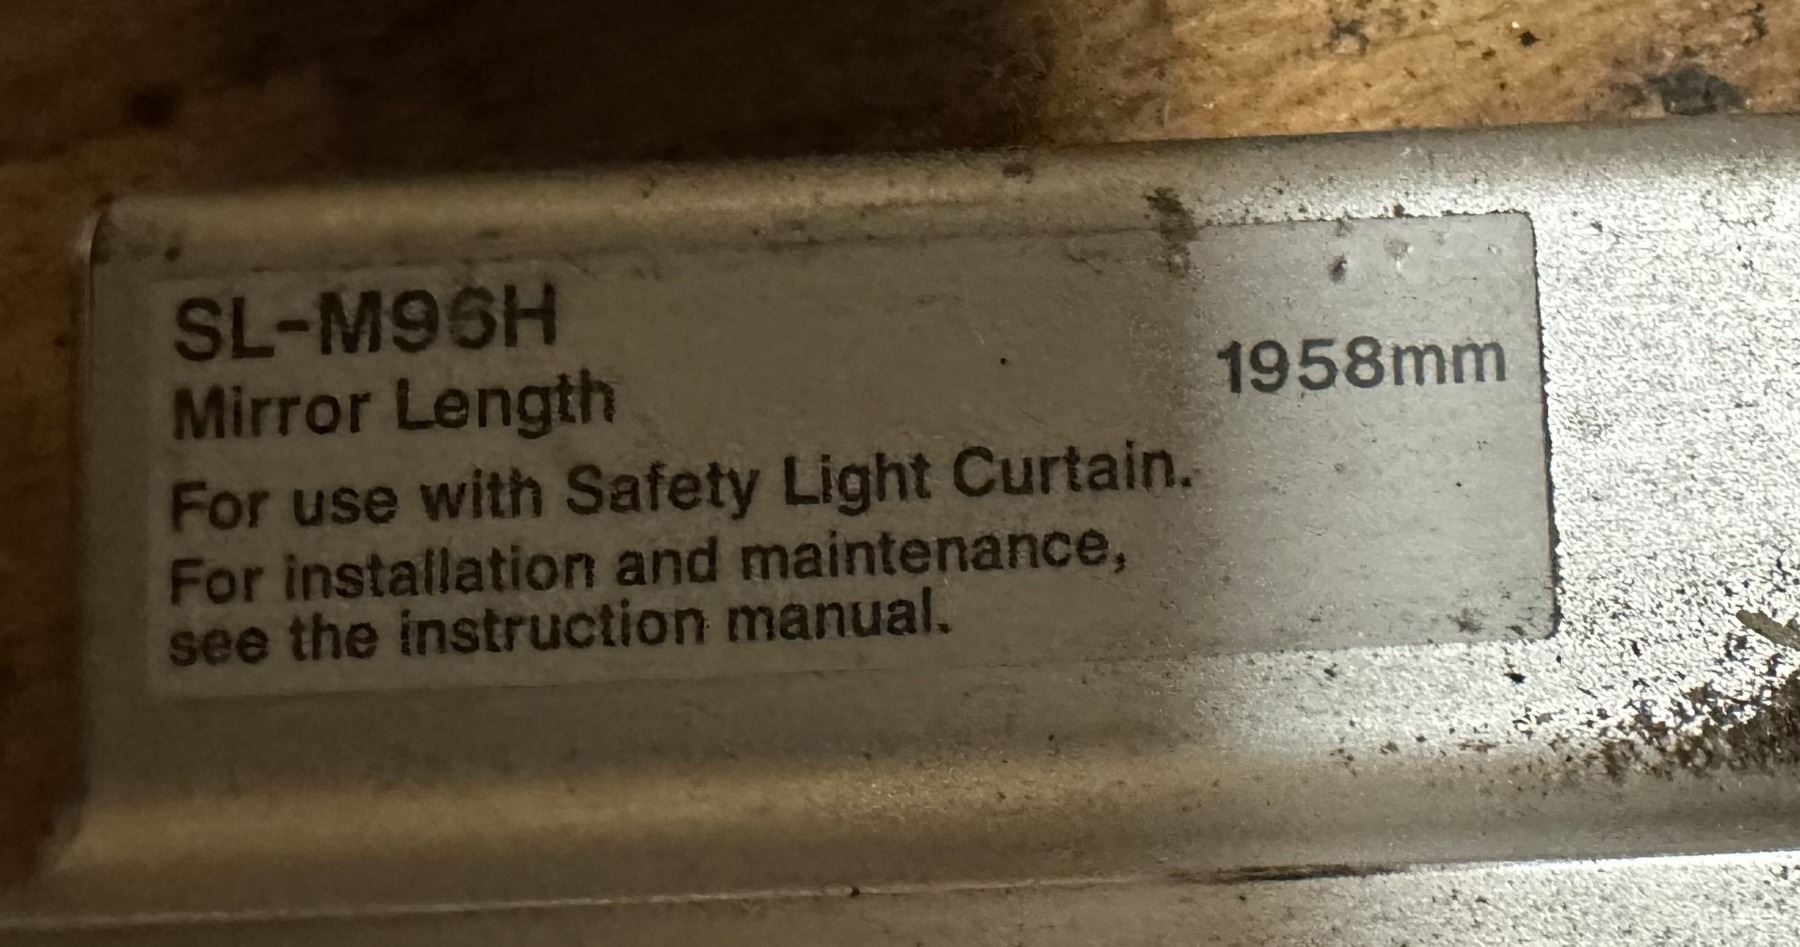 SL-M96H
Mirror Length 1958mm
For use with Safety Light Curtain.
For installation and maintenance,
see the instruction manual.